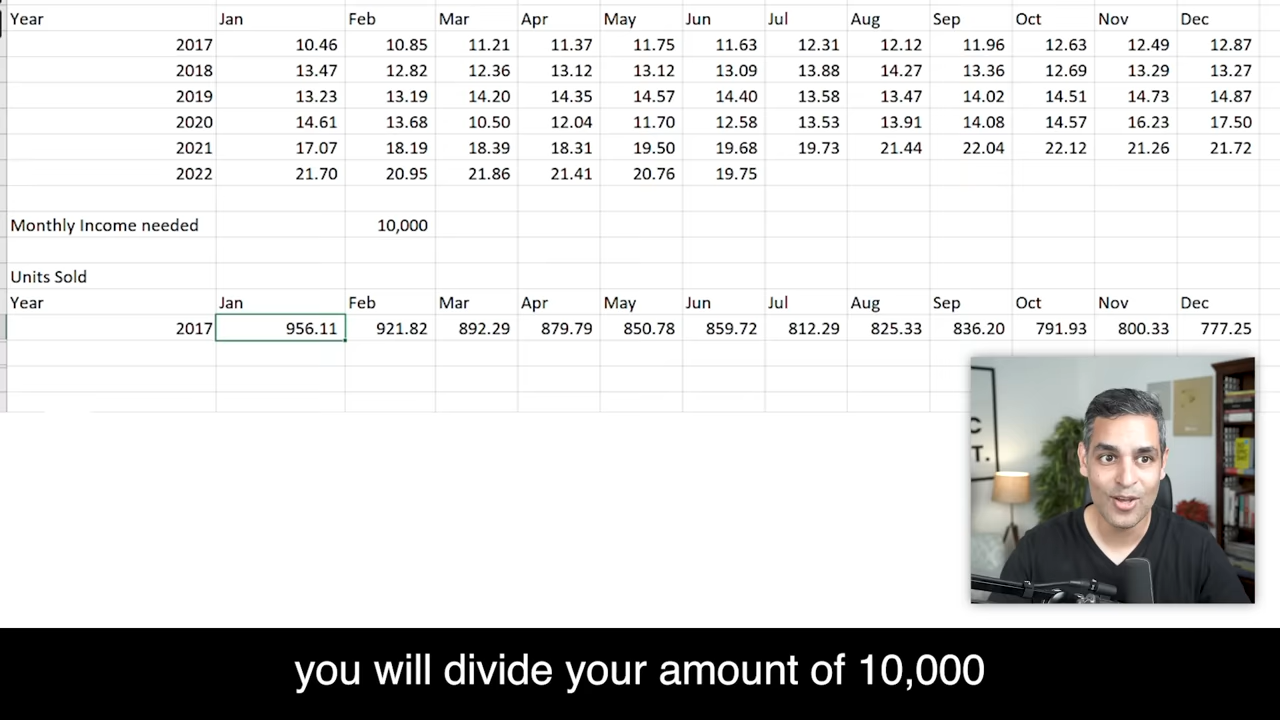 Year Jan Feb Mar Apr May Jun Jul Aug Sep Oct Nov Dec
2017 10.46 10.85 11.21 11.37 11.75 11.63 12.31 12.12 11.96 12.63 12.49 12.87
2018 13.47 12.82 12.36 13.12 13.12 13.09 13.88 14.27 13.36 12.69 13.29 13.27
2019 13.23 13.19 14.20 14.35 14.57 14.40 13.58 13.47 14.02 14.51 14.73 14.87
2020 14.61 13.68 10.50 12.04 11.70 12.58 13.53 13.91 14.08 14.57 16.23 17.50
2021 17.07 18.19 18.39 18.31 19.50 19.68 19.73 21.44 22.04 22.12 21.26 21.72
2022 21.70 20.95 21.86 21.41 20.76 19.75
Monthly Income needed 10,000
Units Sold
Year Jan Feb Mar Apr May Jun Jul Aug Sep Oct Nov Dec
2017 956.11 921.82 892.29 879.79 850.78 859.72 812.29 825.33 836.20 791.93 800.33 777.25
C
T.
you will divide your amount of 10,000